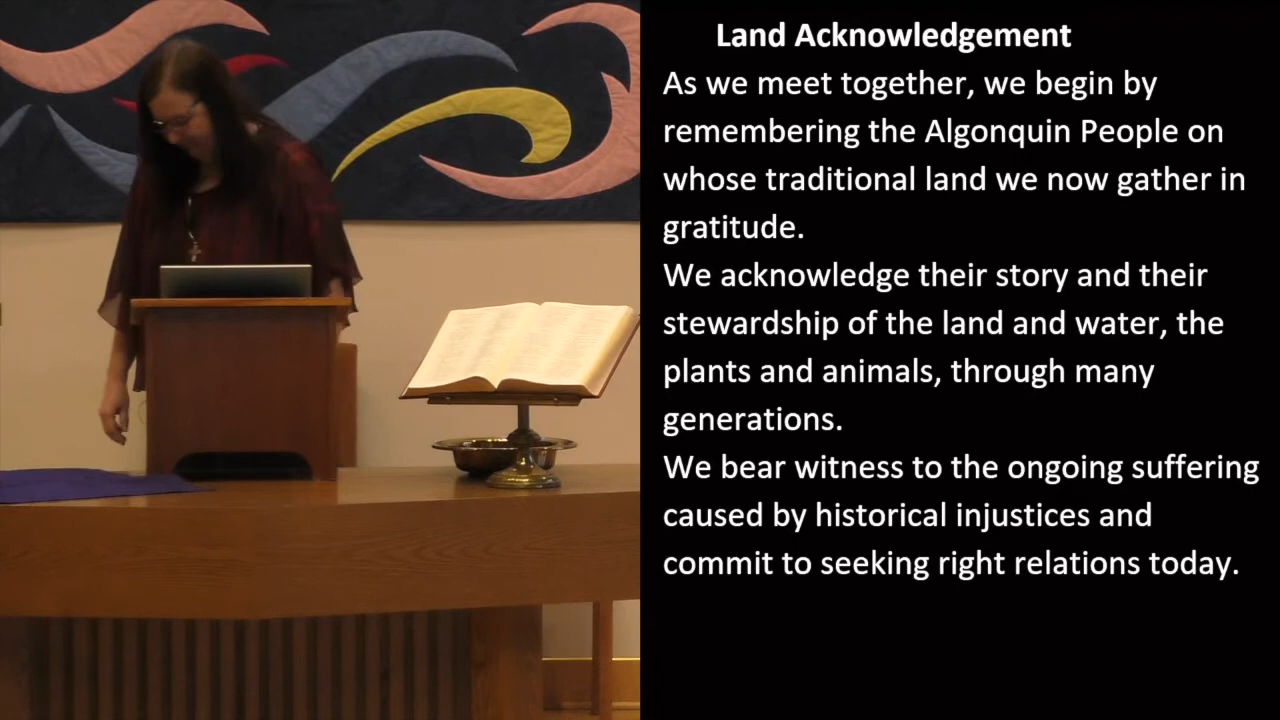 Land Acknowledgement
As we meet together, we begin by
remembering the Algonquin People on
whose traditional land we now gather in
gratitude.
We acknowledge their story and their
stewardship of the land and water, the
plants and animals, through many
generations.
We bear witness to the ongoing suffering
caused by historical injustices and
commit to seeking right relations today.